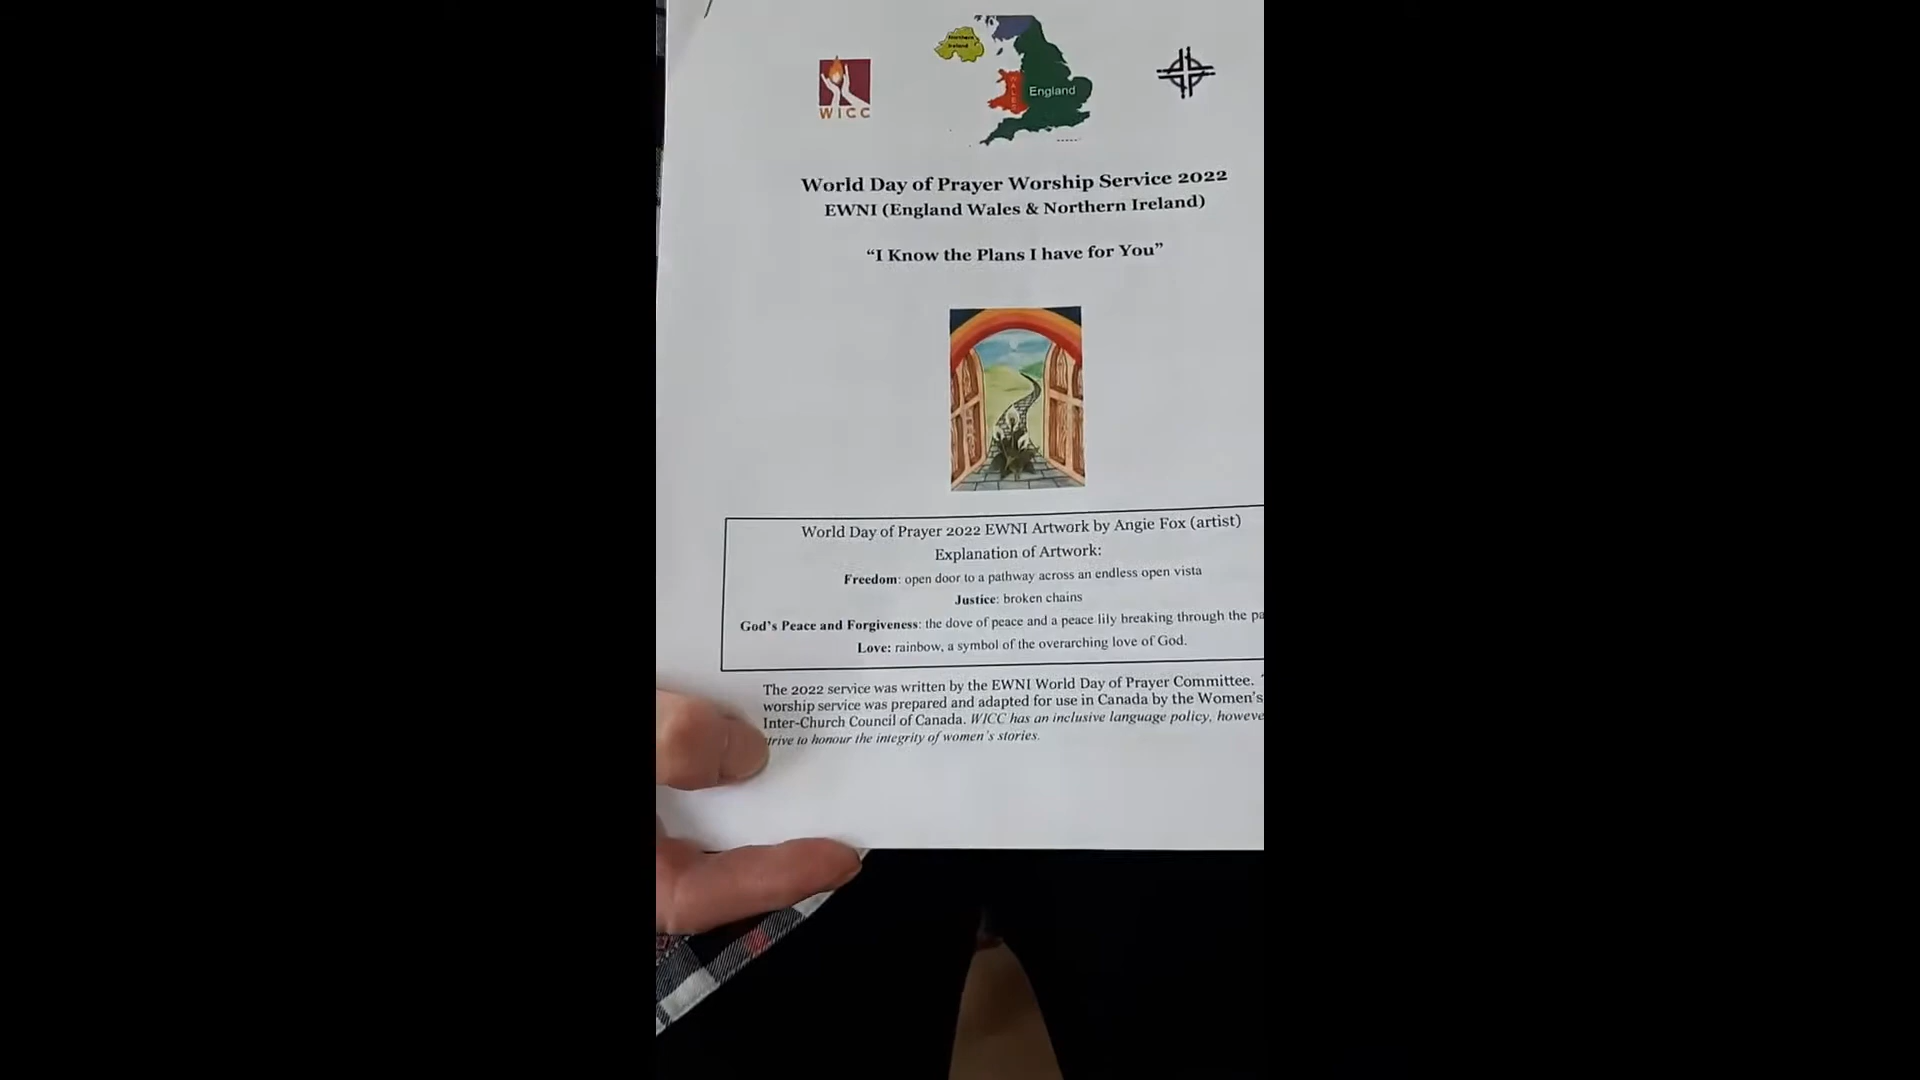 Northern
Ireland
WALES
England
WICC
World Day of Prayer Worship Service 2022
EWNI (England Wales & Northern Ireland)
“I Know the Plans I have for You”
World Day of Prayer 2022 EWNI Artwork by Angie Fox (artist)
Explanation of Artwork:
Freedom: open door to a pathway across an endless open vista
Justice: broken chains
God's Peace and Forgiveness: the dove of peace and a peace lily breaking through the pa
Love: rainbow, a symbol of the overarching love of God.
The 2022 service was written by the EWNI World Day of Prayer Committee.
worship service was prepared and adapted for use in Canada by the Women's
Inter-Church Council of Canada. WICC has an inclusive language policy, howeve
trive to honour the integrity of women's stories.